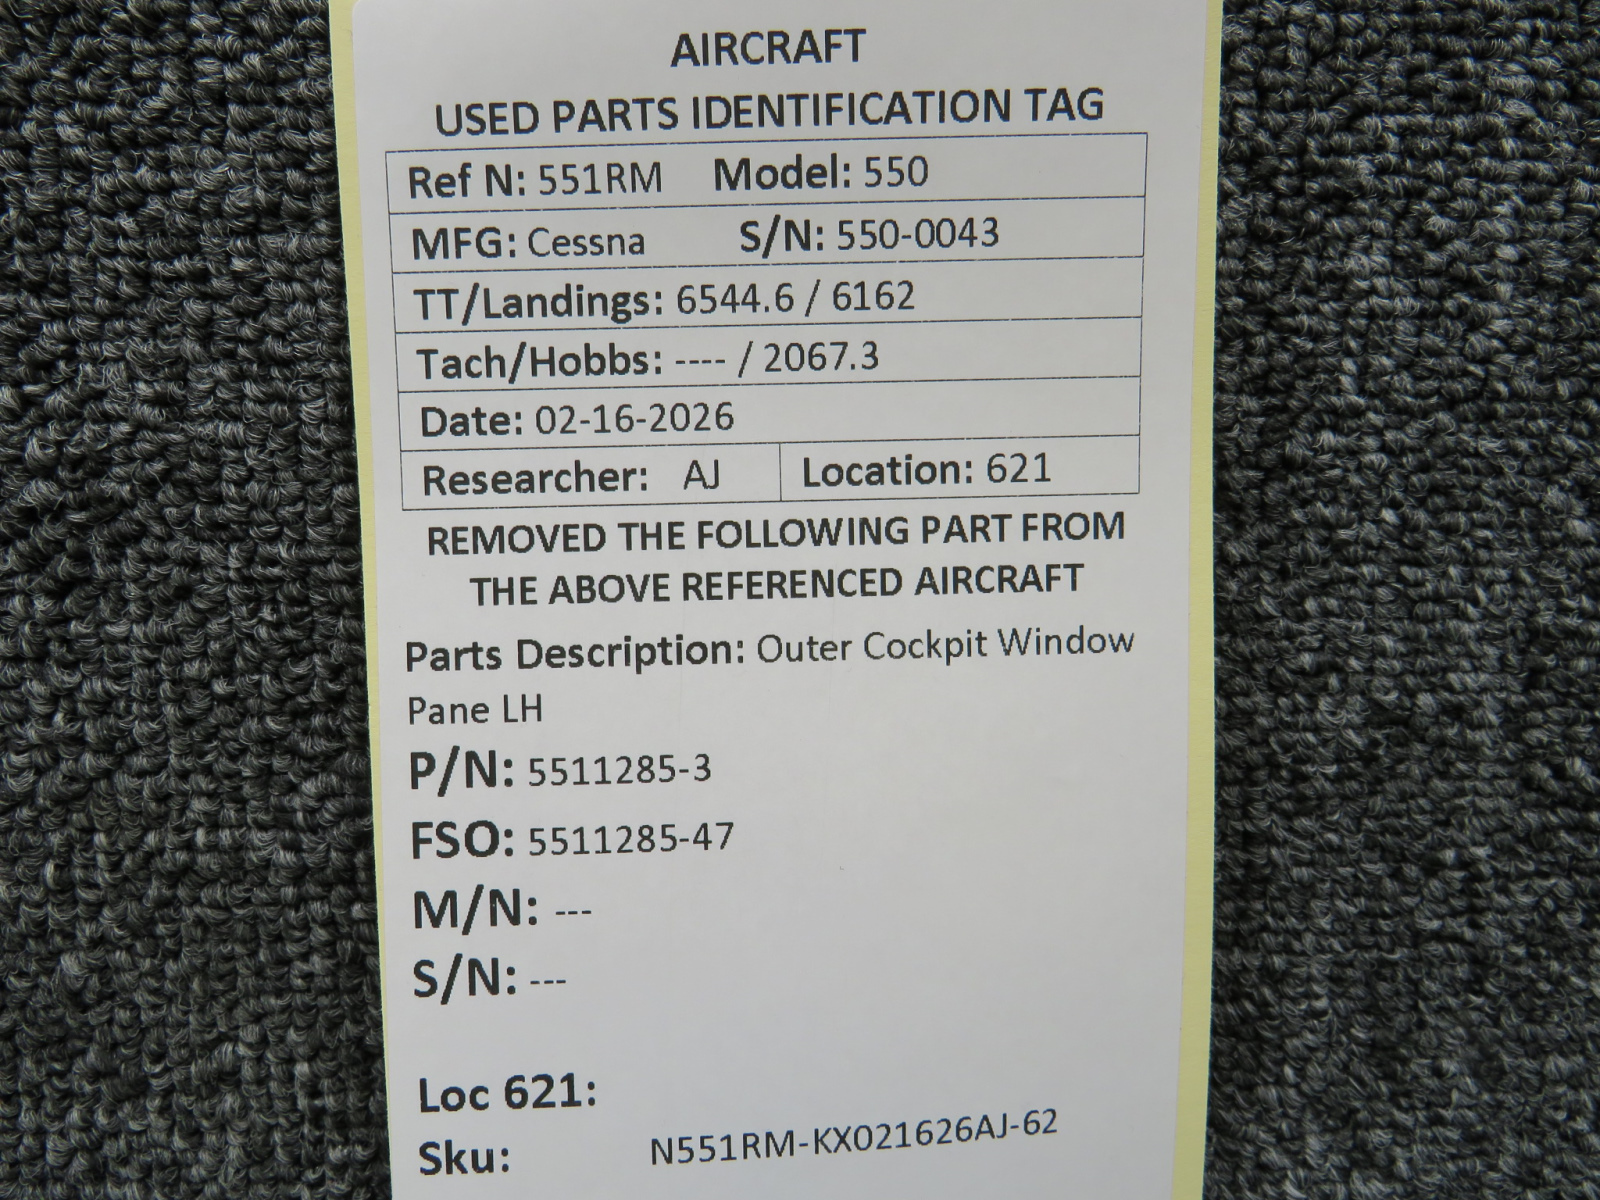 AIRCRAFT
USED PARTS IDENTIFICATION TAG
Ref N: 551RM Model: 550
MFG: Cessna S/N: 550-0043
TT/Landings: 6544.6 / 6162
Tach/Hobbs: ---- / 2067.3
Date: 02-16-2026
Researcher: AJ Location: 621
REMOVED THE FOLLOWING PART FROM
THE ABOVE REFERENCED AIRCRAFT
Parts Description: Outer Cockpit Window
Pane LH
P/N: 5511285-3
FSO: 5511285-47
M/N: ---
S/N: ---
Loc 621:
Sku: N551RM-KX021626AJ-62